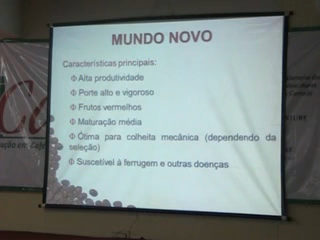 MUNDO NOVO
Características principais:
Φ Alta produtividade
Φ Porte alto e vigoroso
Φ Frutos vermelhos
Φ Maturação média
Φ Ótima para colheita mecânica (dependendo da
seleção)
Φ Suscetível à ferrugem e outras doenças